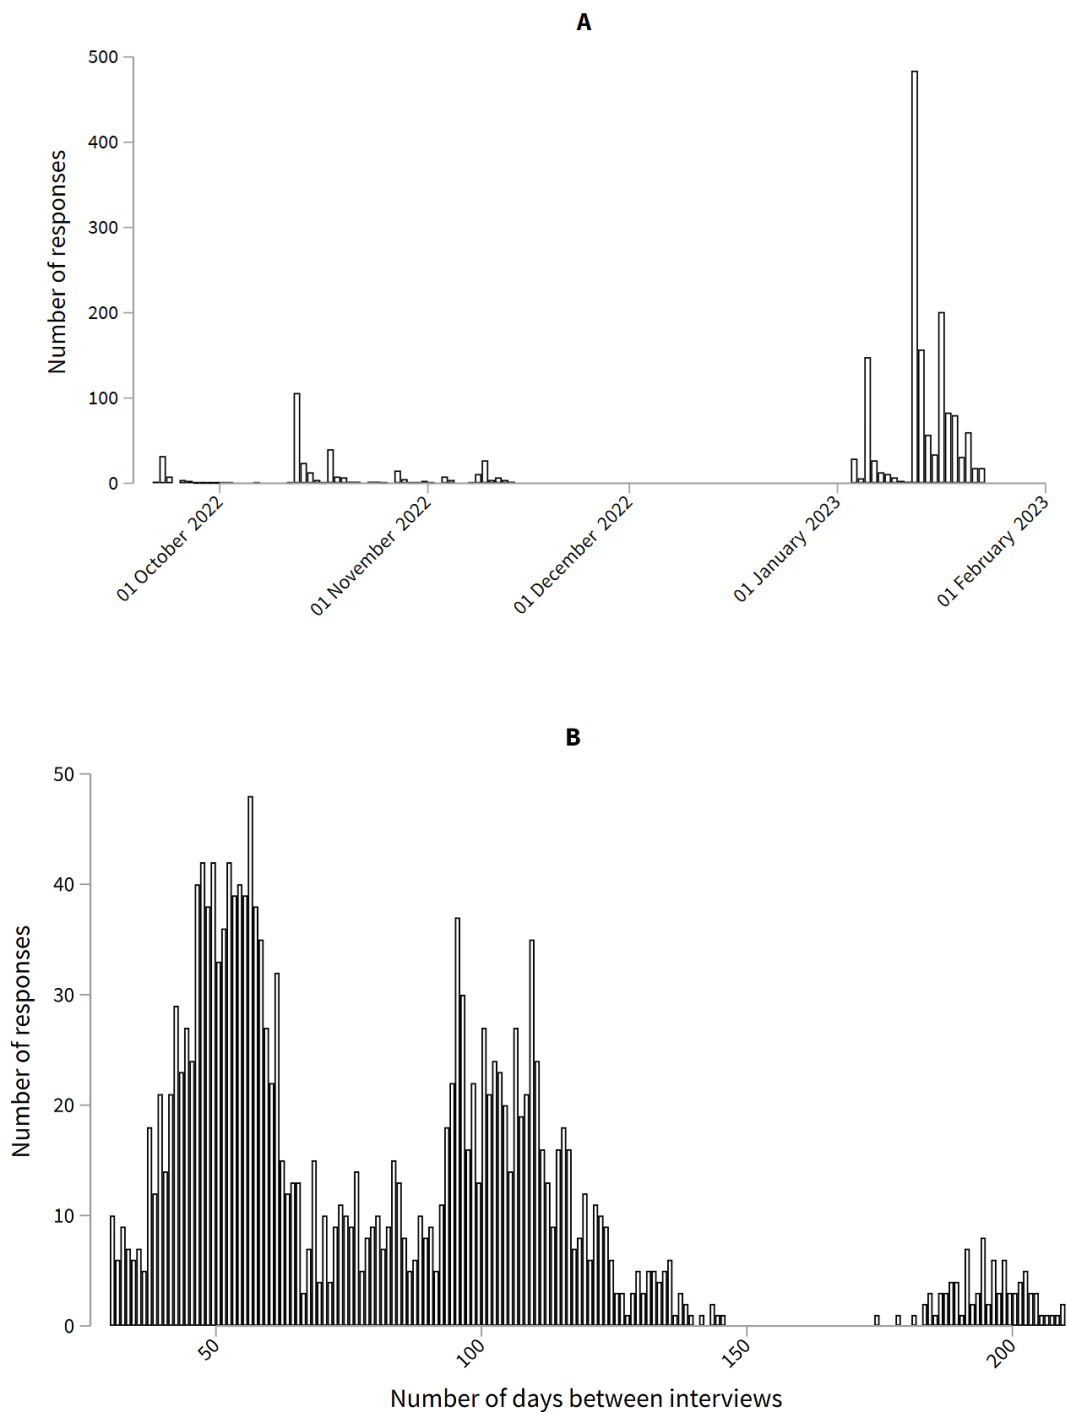 A
500
400
300
200
100
0
Number of responses
01 October 2022
01 November 2022
01 December 2022
01 January 2023
01 February 2023
B
50
40
30
20
10
0
Number of responses
50
100
150
200
Number of days between interviews